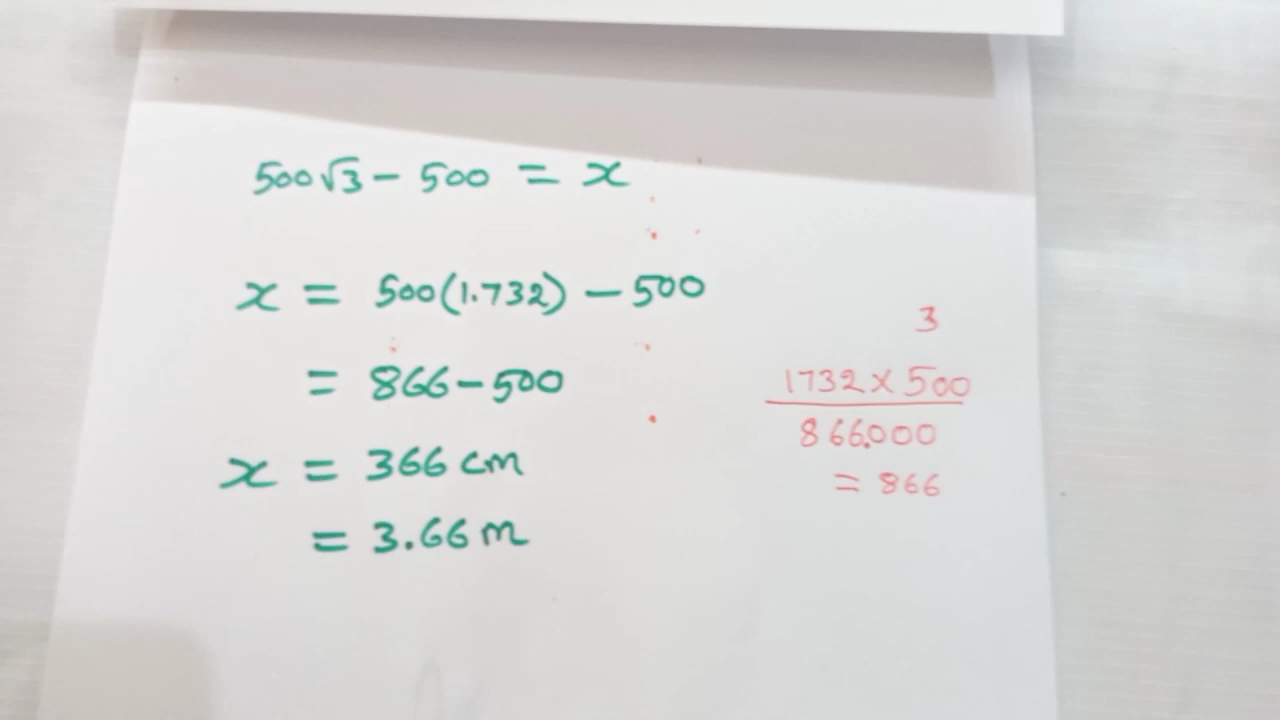 500√3 - 500 = x
x = 500(1.732) - 500
= 866 - 500
x = 366 cm
= 3.66 m
3
1732 x 500
866.000
= 866